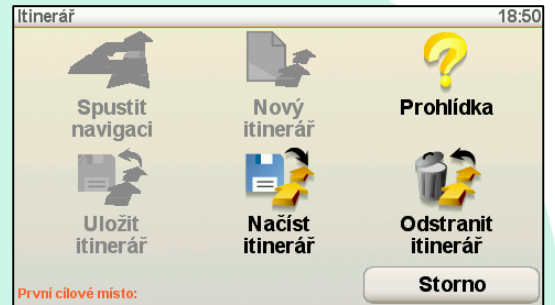 Itinerář 18:50
Spustit
navigaci
Nový
itinerář
Prohlídka
Uložit
itinerář
Načíst
itinerář
Odstranit
itinerář
První cílové místo:
Storno